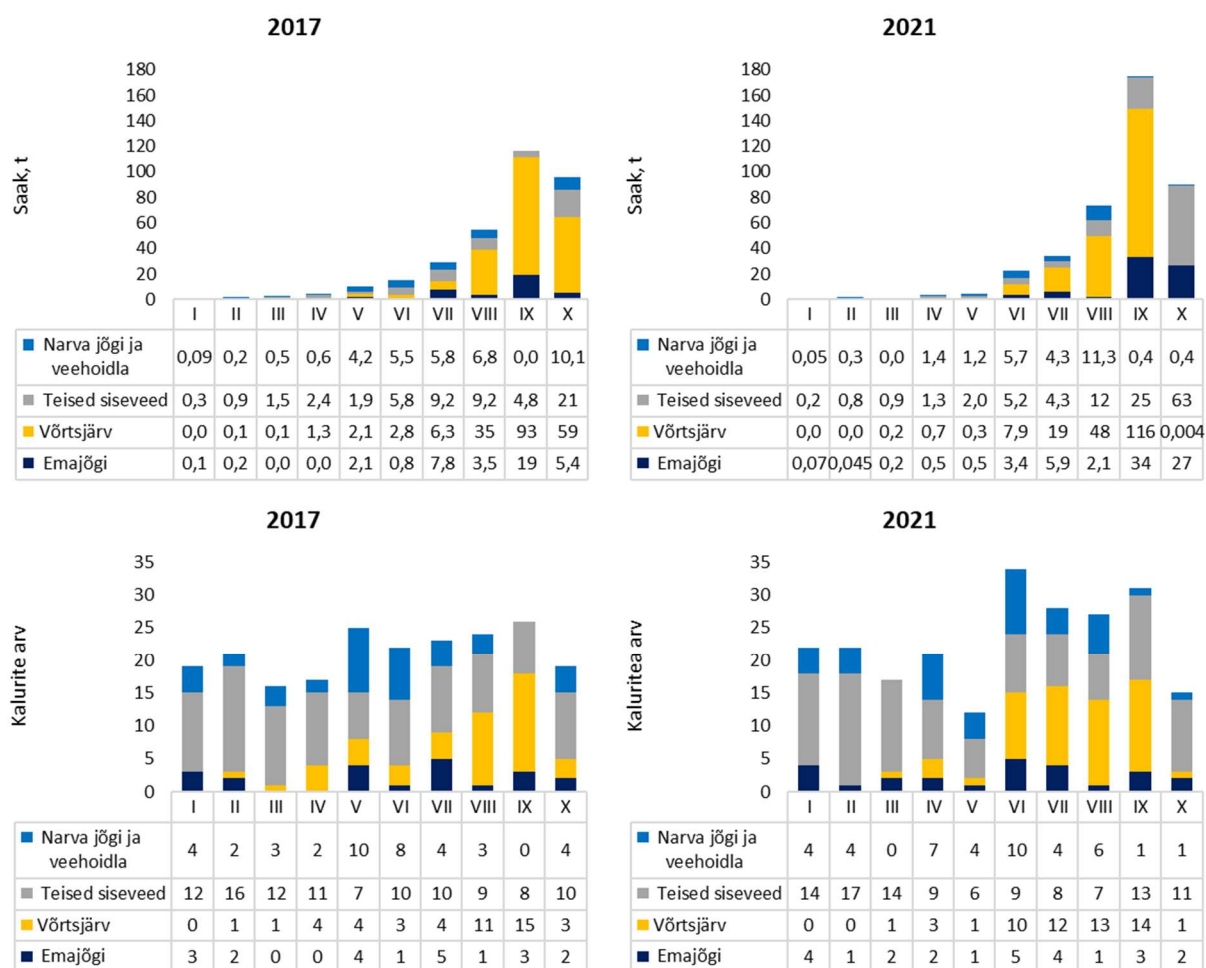 2017
Saak, t
180
160
140
120
100
80
60
40
20
0
I II III IV V VI VII VIII IX X
Narva jõgi ja
veehoidla
0,09 0,2 0,5 0,6 4,2 5,5 5,8 6,8 0,0 10,1
Teised siseveed 0,3 0,9 1,5 2,4 1,9 5,8 9,2 9,2 4,8 21
Võrtsjärv 0,0 0,1 0,1 1,3 2,1 2,8 6,3 35 93 59
Emajõgi 0,1 0,2 0,0 0,0 2,1 0,8 7,8 3,5 19 5,4
2021
Saak, t
180
160
140
120
100
80
60
40
20
0
I II III IV V VI VII VIII IX X
Narva jõgi ja
veehoidla
0,05 0,3 0,0 1,4 1,2 5,7 4,3 11,3 0,4 0,4
Teised siseveed 0,2 0,8 0,9 1,3 2,0 5,2 4,3 12 25 63
Võrtsjärv 0,0 0,0 0,2 0,7 0,3 7,9 19 48 116 0,004
Emajõgi 0,070 0,045 0,2 0,5 0,5 3,4 5,9 2,1 34 27
2017
Kalurite arv
35
30
25
20
15
10
5
0
I II III IV V VI VII VIII IX X
Narva jõgi ja
veehoidla
4 2 3 2 10 8 4 3 0 4
Teised siseveed 12 16 12 11 7 10 10 9 8 10
Võrtsjärv 0 1 1 4 4 3 4 11 15 3
Emajõgi 3 2 0 0 4 1 5 1 3 2
2021
Kaluritea arv
35
30
25
20
15
10
5
0
I II III IV V VI VII VIII IX X
Narva jõgi ja
veehoidla
4 4 0 7 4 10 4 6 1 1
Teised siseveed 14 17 14 9 6 9 8 7 13 11
Võrtsjärv 0 0 1 3 1 10 12 13 14 1
Emajõgi 4 1 2 2 1 5 4 1 3 2